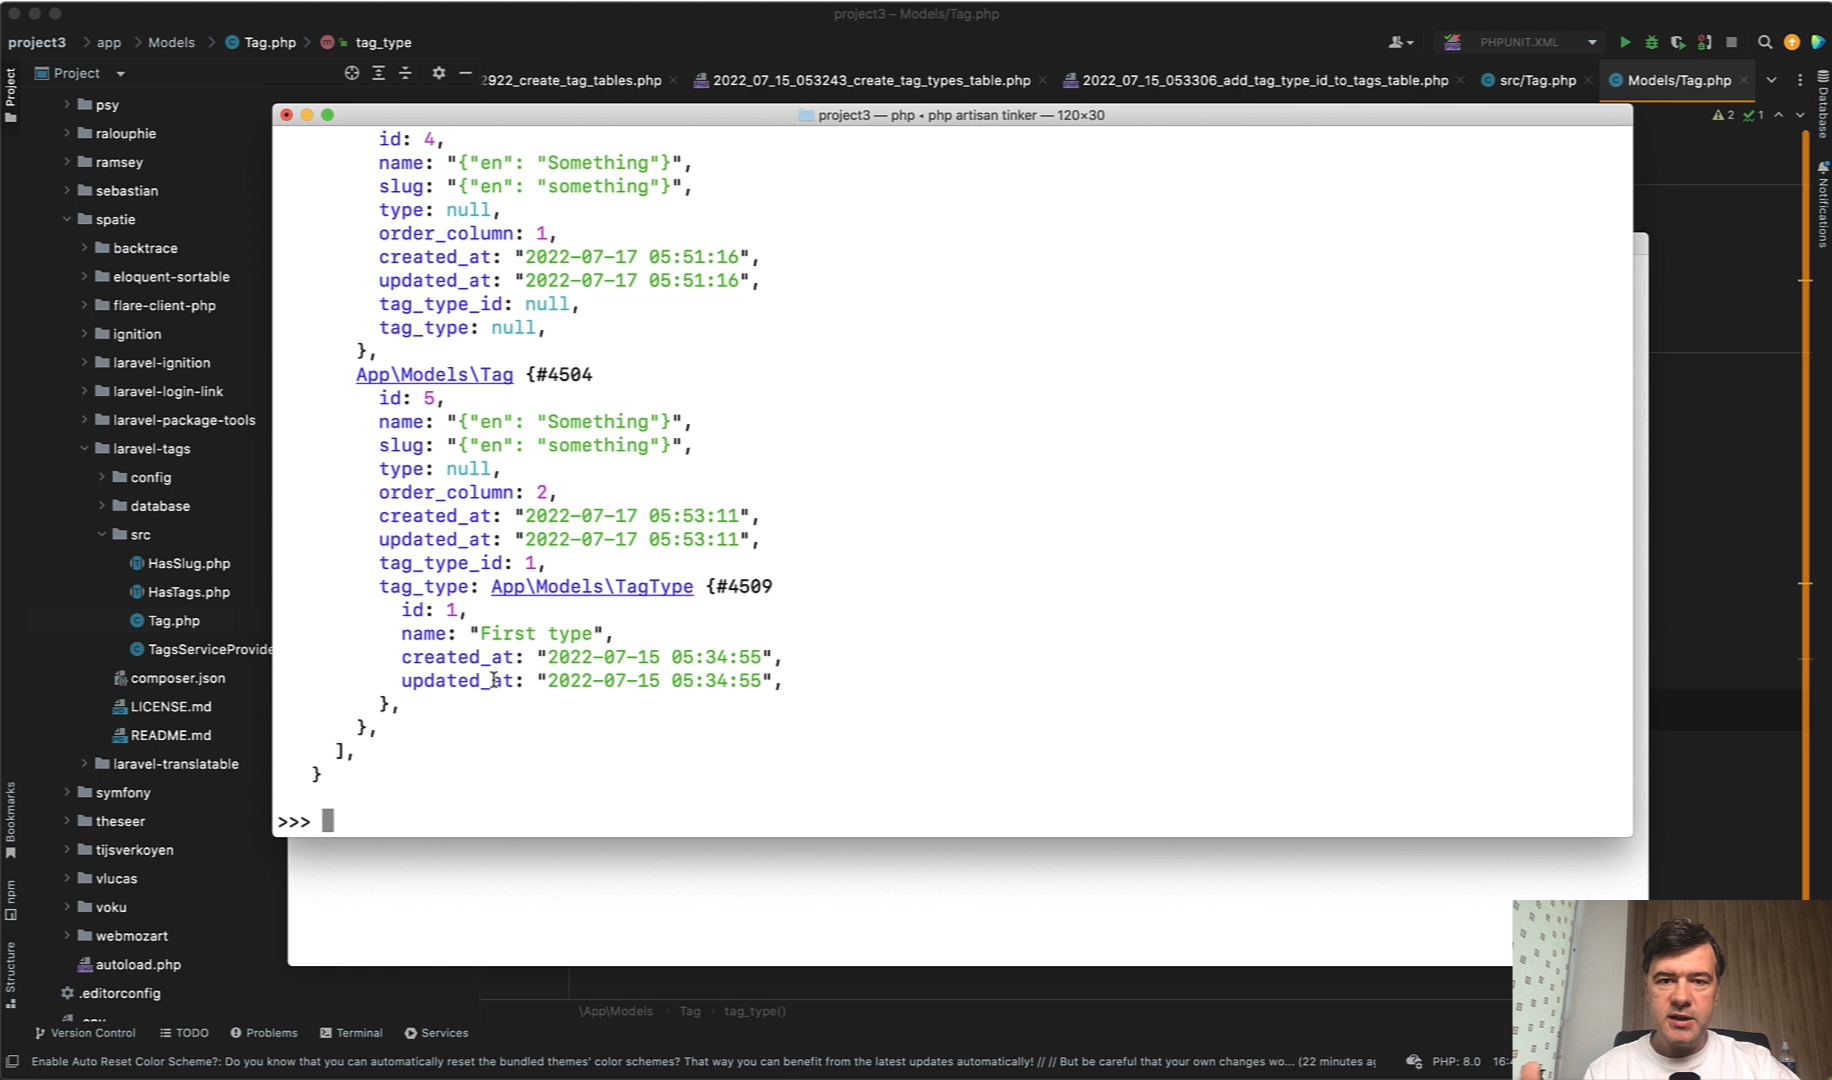 project3 – Models/Tag.php
project3 > app > Models > Tag.php > tag_type
PHPUNIT.XML
Project
2922_create_tag_tables.php
2022_07_15_053243_create_tag_types_table.php
2022_07_15_053306_add_tag_type_id_to_tags_table.php
src/Tag.php
Models/Tag.php
2
1
Project
Bookmarks
npm
Structure
Database
Notifications
psy
ralouphie
ramsey
sebastian
spatie
backtrace
eloquent-sortable
flare-client-php
ignition
laravel-ignition
laravel-login-link
laravel-package-tools
laravel-tags
config
database
src
HasSlug.php
HasTags.php
Tag.php
TagsServiceProvide
composer.json
LICENSE.md
README.md
laravel-translatable
symfony
theseer
tijsverkoyen
vlucas
voku
webmozart
autoload.php
.editorconfig
project3 — php • php artisan tinker — 120×30
id: 4,
name: "{"en": "Something"}",
slug: "{"en": "something"}",
type: null,
order_column: 1,
created_at: "2022-07-17 05:51:16",
updated_at: "2022-07-17 05:51:16",
tag_type_id: null,
tag_type: null,
},
App\Models\Tag {#4504
id: 5,
name: "{"en": "Something"}",
slug: "{"en": "something"}",
type: null,
order_column: 2,
created_at: "2022-07-17 05:53:11",
updated_at: "2022-07-17 05:53:11",
tag_type_id: 1,
tag_type: App\Models\TagType {#4509
id: 1,
name: "First type",
created_at: "2022-07-15 05:34:55",
updated_at: "2022-07-15 05:34:55",
},
},
],
}
>>>
\App\Models > Tag > tag_type()
Version Control
TODO
Problems
Terminal
Services
Enable Auto Reset Color Scheme?: Do you know that you can automatically reset the bundled themes' color schemes? That way you can benefit from the latest updates automatically! // // But be careful that your own changes wo... (22 minutes ag
PHP: 8.0